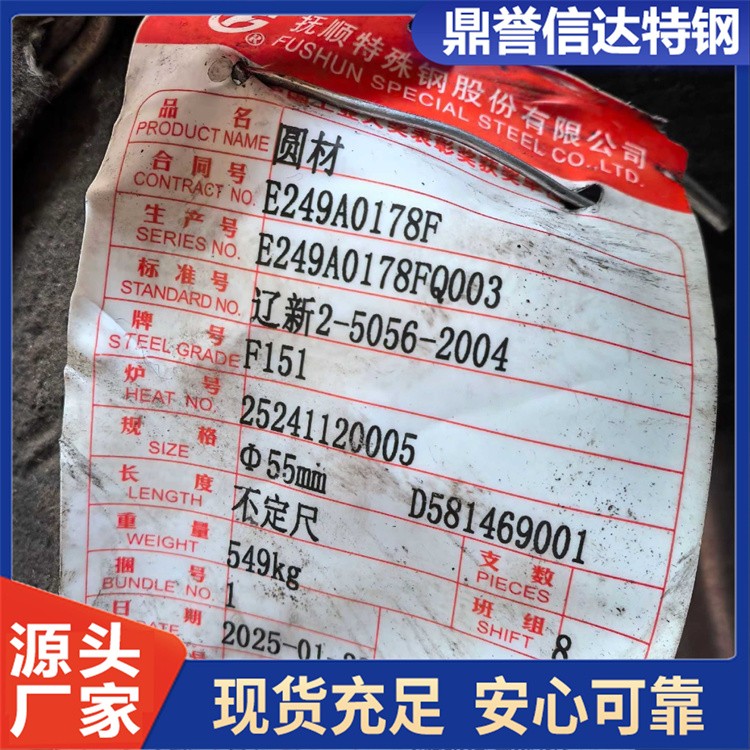 鼎誉信达特钢
抚顺特殊钢股份有限公司
® FUSHUN SPECIAL STEEL CO.,LTD.
品名 圆材
PRODUCT NAME
合同号 E249A0178F
CONTRACT NO.
生产号 E249A0178FQ003
SERIES NO.
标准号 辽新2-5056-2004
STANDARD NO.
牌号 F151
STEEL GRADE
炉号 25241120005
HEAT NO.
规格 Φ55mm D581469001
SIZE
长度 不定尺
LENGTH
支数
PIECES
重量 549kg
WEIGHT
班组 8
SHIFT
捆号 1
BUNDLE NO.
日期 2025-01-
源头
厂家
现货充足 安心可靠